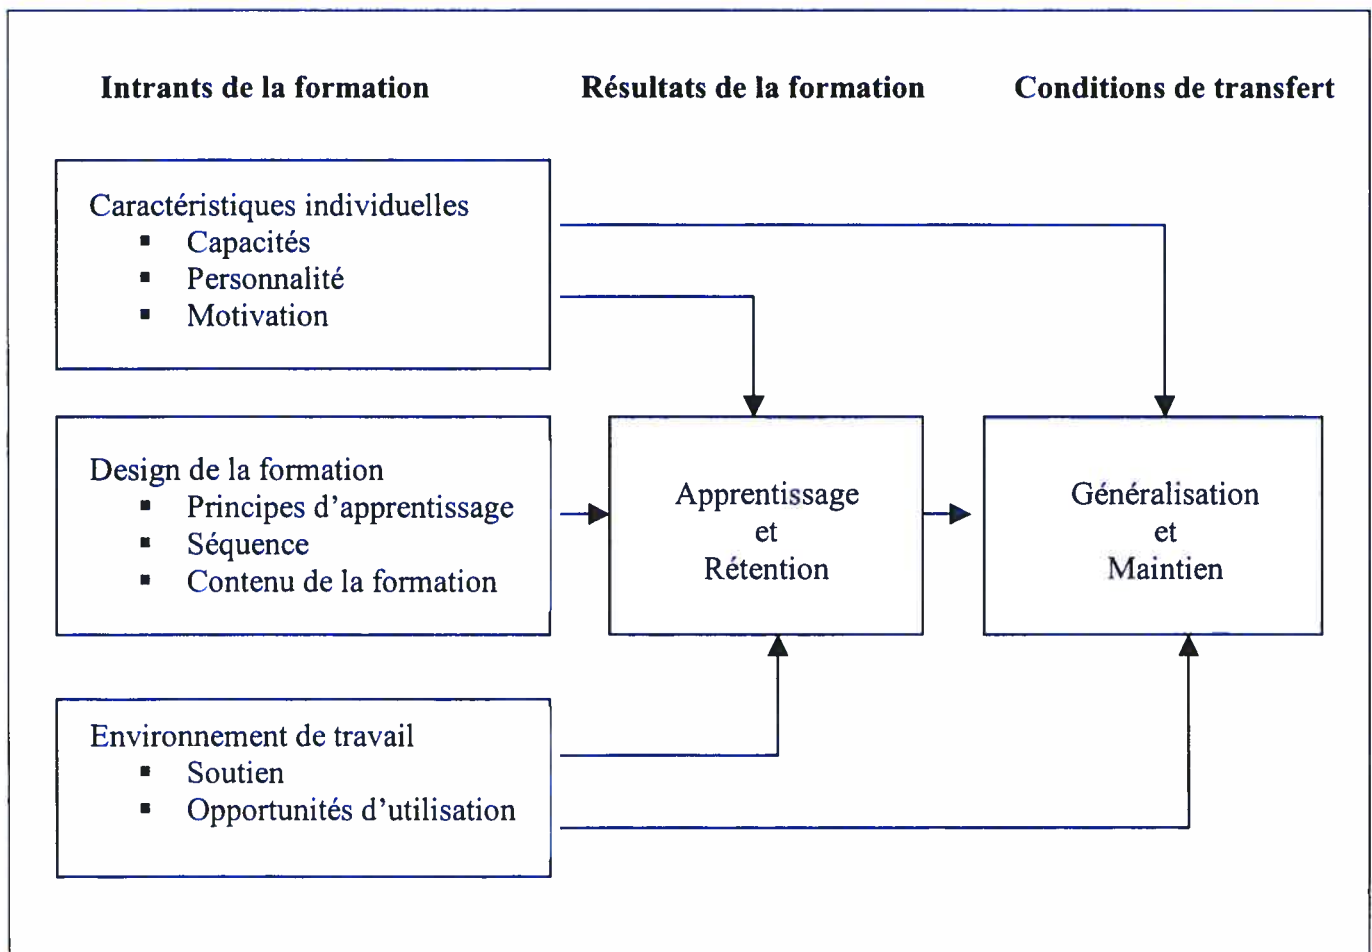 Intrants de la formation
Résultats de la formation
Conditions de transfert
Caractéristiques individuelles
▪ Capacités
▪ Personnalité
▪ Motivation
Design de la formation
▪ Principes d’apprentissage
▪ Séquence
▪ Contenu de la formation
Apprentissage
et
Rétention
Généralisation
et
Maintien
Environnement de travail
▪ Soutien
▪ Opportunités d’utilisation